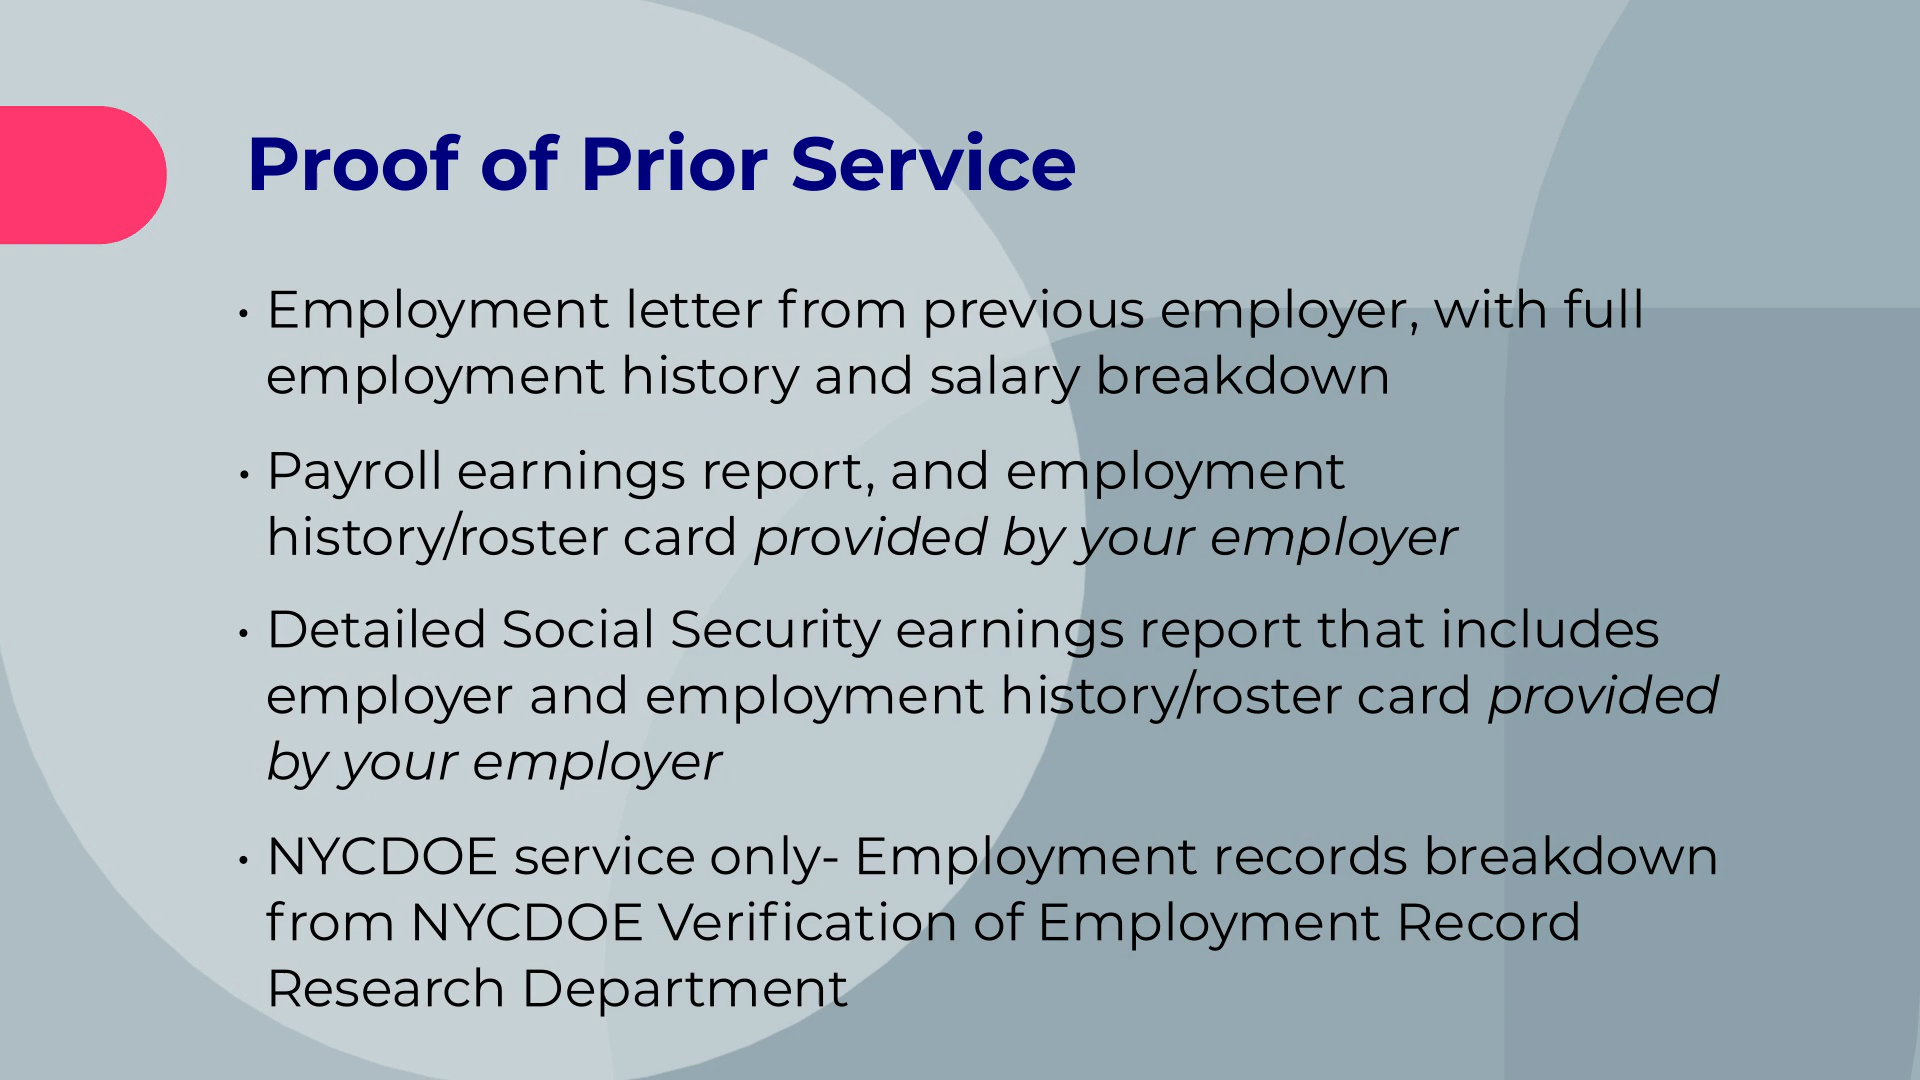 Proof of Prior Service
• Employment letter from previous employer, with full
employment history and salary breakdown
• Payroll earnings report, and employment
history/roster card provided by your employer
• Detailed Social Security earnings report that includes
employer and employment history/roster card provided
by your employer
• NYCDOE service only- Employment records breakdown
from NYCDOE Verification of Employment Record
Research Department